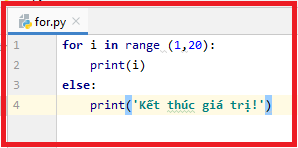 for.py
1 for i in range (1,20):
2     print(i)
3 else:
4     print('Kết thúc giá trị!')